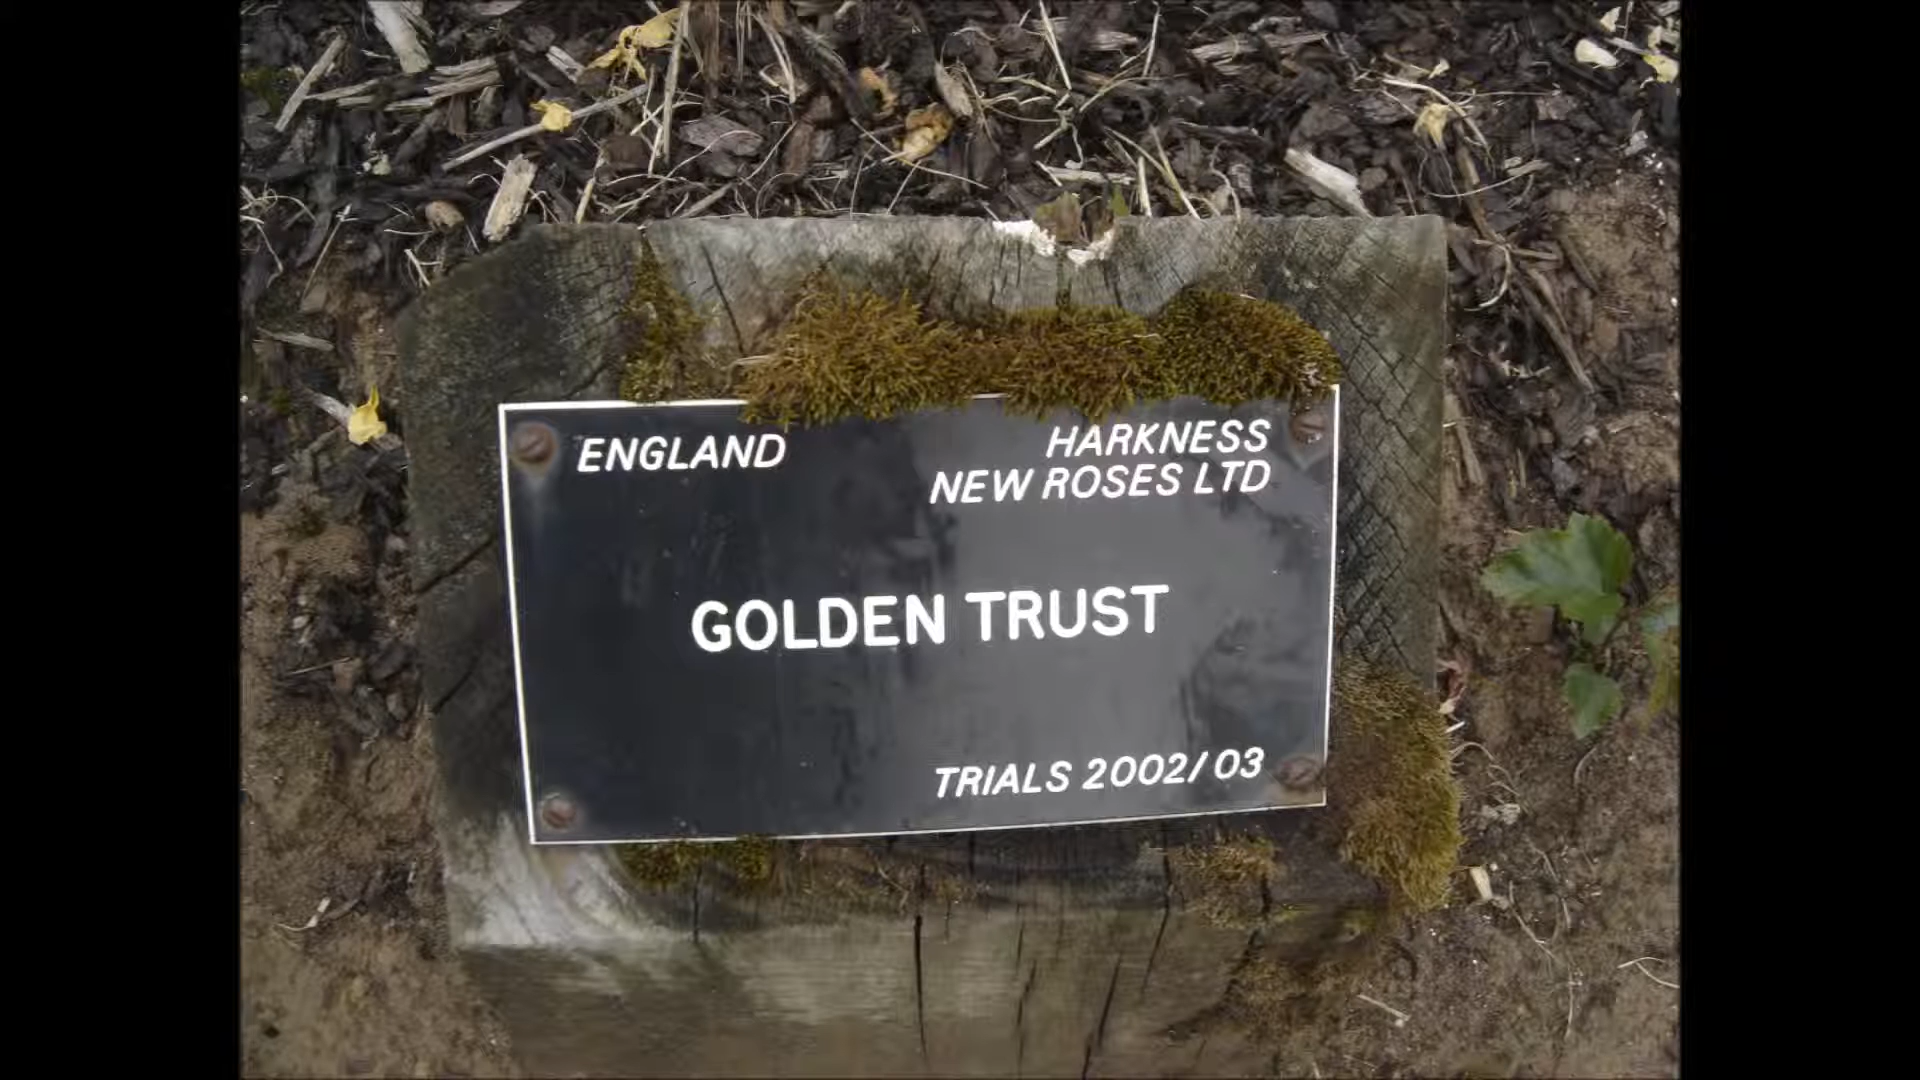 ENGLAND
HARKNESS
NEW ROSES LTD
GOLDEN TRUST
TRIALS 2002/03